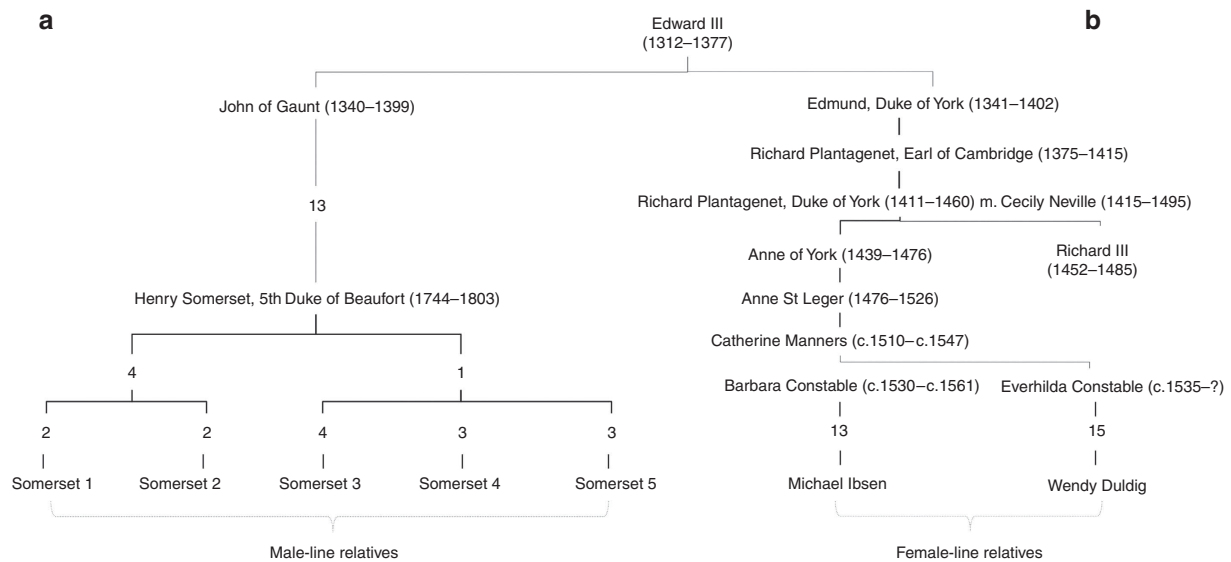 a
b
Edward III
(1312–1377)
John of Gaunt (1340–1399)
Edmund, Duke of York (1341–1402)
Richard Plantagenet, Earl of Cambridge (1375–1415)
13
Richard Plantagenet, Duke of York (1411–1460) m. Cecily Neville (1415–1495)
Anne of York (1439–1476)
Richard III
(1452–1485)
Henry Somerset, 5th Duke of Beaufort (1744–1803)
Anne St Leger (1476–1526)
Catherine Manners (c.1510–c.1547)
4
1
Barbara Constable (c.1530–c.1561)
Everhilda Constable (c.1535–?)
2
2
4
3
3
13
15
Somerset 1
Somerset 2
Somerset 3
Somerset 4
Somerset 5
Michael Ibsen
Wendy Duldig
Male-line relatives
Female-line relatives